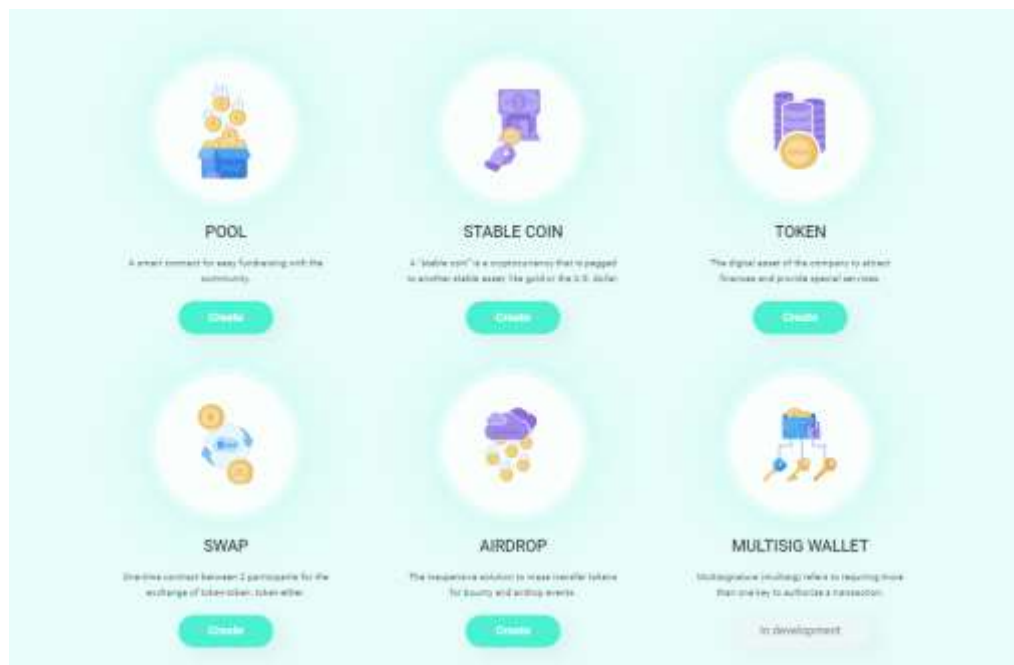 POOL
A smart contract for easy fundraising with the
community.
Create
STABLE COIN
A "stable coin" is a cryptocurrency that is pegged
to another stable asset, like gold or the U.S. dollar.
Create
TOKEN
The digital asset of the company to attract
finances and provide special services
Create
SWAP
One-time contract between 2 participants for the
exchange of token-token, token-ether.
Create
AIRDROP
The inexpensive solution to mass transfer tokens
for bounty and airdrop events.
Create
MULTISIG WALLET
Multisignature (multisig) refers to requiring more
than one key to authorize a transaction.
In development